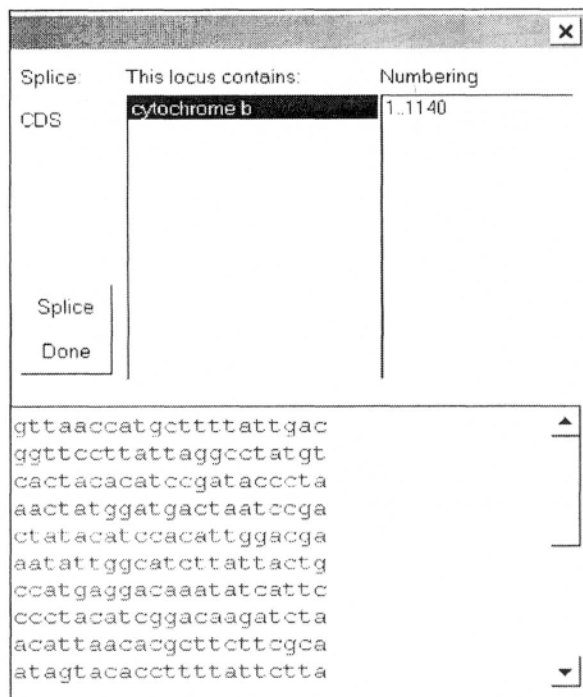 Splice: This locus contains: Numbering
CDS cytochrome b 1..1140
Splice
Done
gttaaccatgcttttattgac
ggttccttattaggcctatgt
cactacacatccgatacccta
aactatggatgactaatccga
ctatacatccacattggacga
aatattggcatcttattactg
ccatgaggacaaatatcattc
ccctacatcggacaagatcta
acattaacacgcttcttcgca
atagtacaccttttattctta